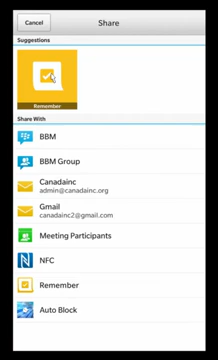 Cancel
Share
Suggestions
Remember
Share With
BBM
BBM Group
Canadainc
admin@canadainc.org
Gmail
canadainc2@gmail.com
Meeting Participants
NFC
Remember
Auto Block